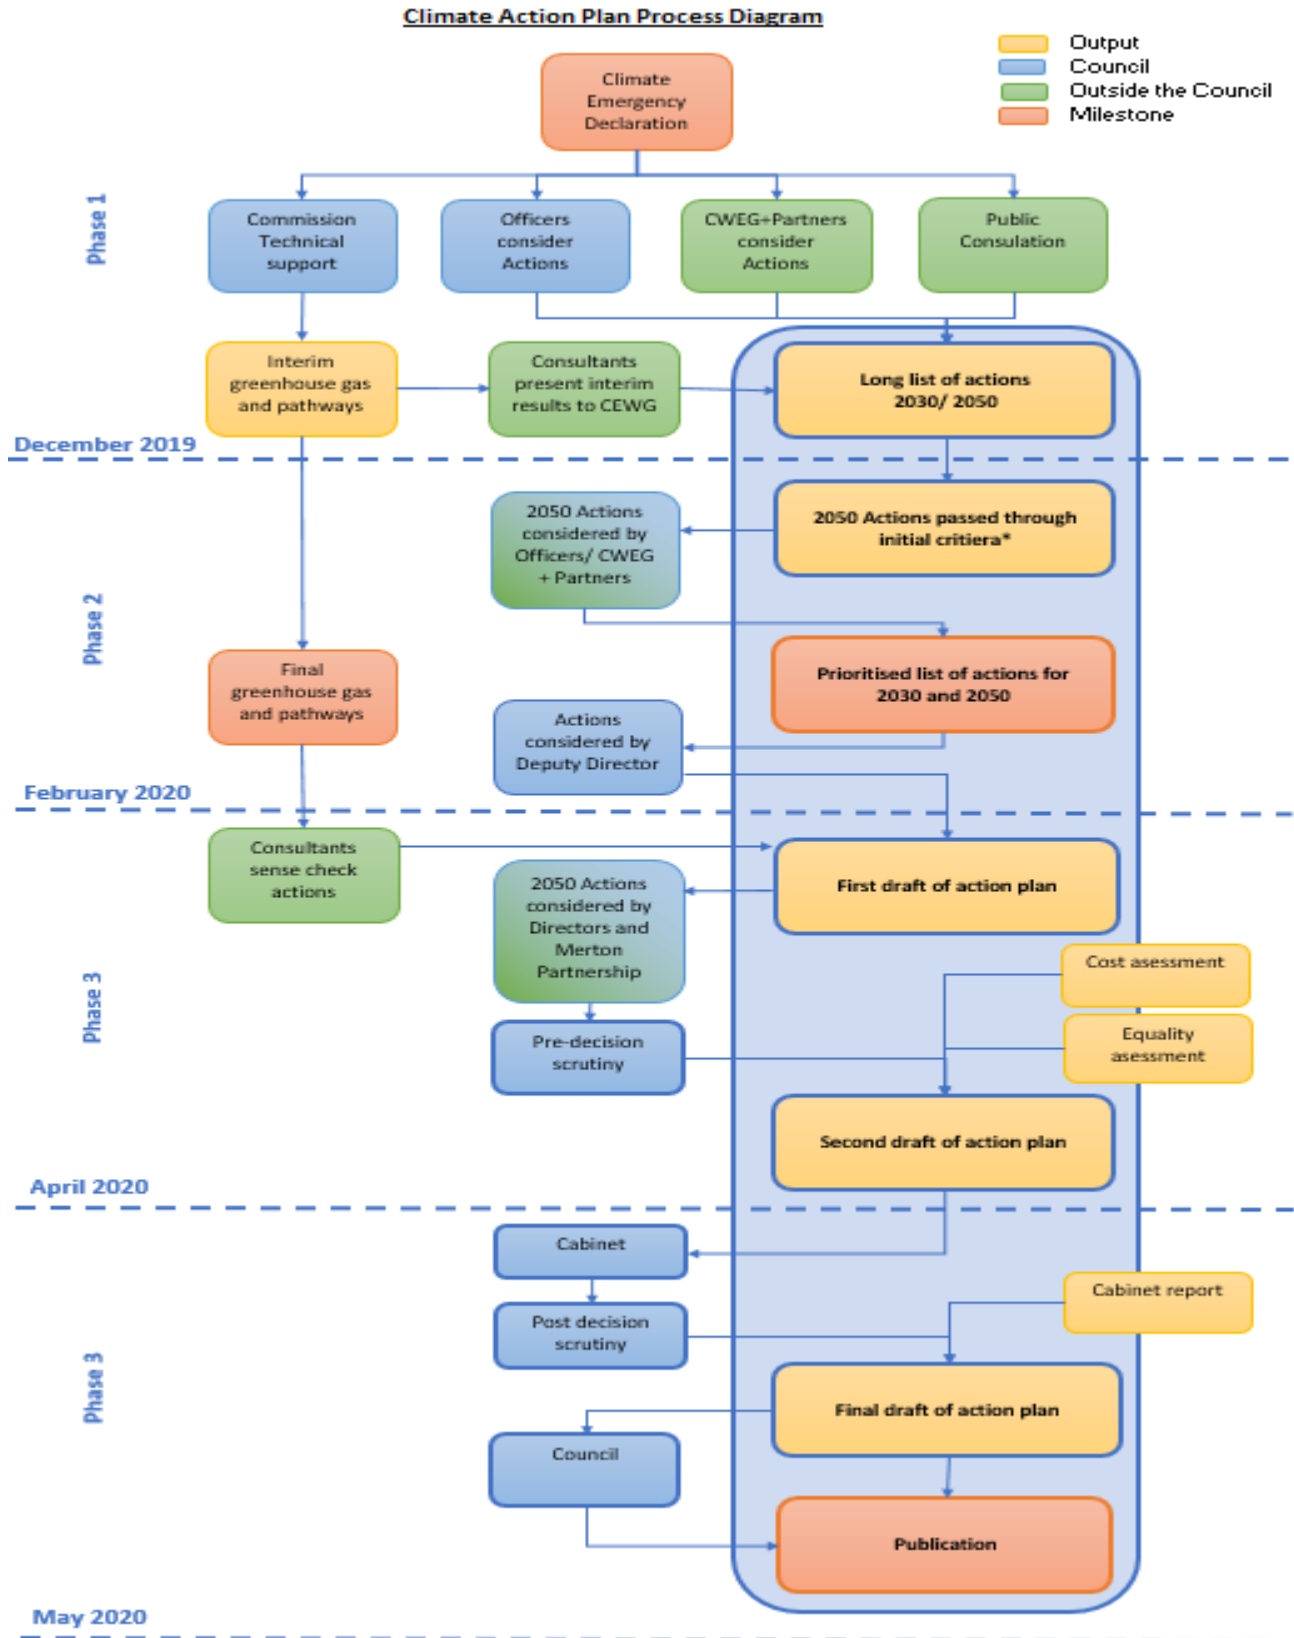 Climate Action Plan Process Diagram
Output
Council
Outside the Council
Milestone
Climate
Emergency
Declaration
Phase 1
Commission
Technical
support
Officers
consider
Actions
CWEG+Partners
consider
Actions
Public
Consulation
Interim
greenhouse gas
and pathways
Consultants
present interim
results to CEWG
Long list of actions
2030/ 2050
December 2019
2050 Actions
considered by
Officers/ CWEG
+ Partners
2050 Actions passed through
initial critiera*
Phase 2
Final
greenhouse gas
and pathways
Prioritised list of actions for
2030 and 2050
Actions
considered by
Deputy Director
February 2020
Consultants
sense check
actions
2050 Actions
considered by
Directors and
Merton
Partnership
First draft of action plan
Cost asessment
Phase 3
Equality
asessment
Pre-decision
scrutiny
Second draft of action plan
April 2020
Cabinet
Cabinet report
Post decision
scrutiny
Phase 3
Final draft of action plan
Council
Publication
May 2020